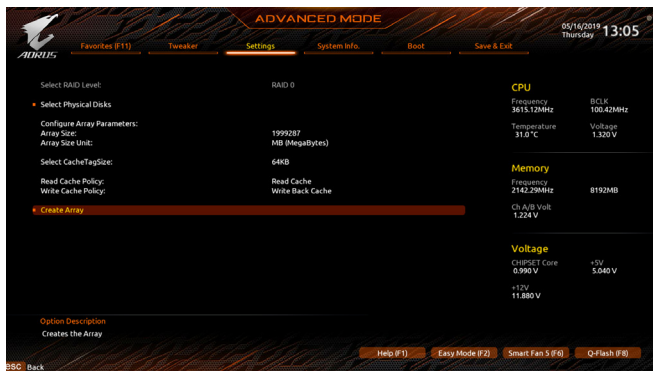 ADVANCED MODE
05/16/2019 Thursday 13:05
AORUS
Favorites (F11) Tweaker Settings System Info. Boot Save & Exit
Select RAID Level: RAID 0
Select Physical Disks
Configure Array Parameters:
Array Size: 1999287
Array Size Unit: MB (MegaBytes)
Select CacheTagSize: 64KB
Read Cache Policy: Read Cache
Write Cache Policy: Write Back Cache
Create Array
CPU
Frequency BCLK
3615.12MHz 100.42MHz
Temperature Voltage
31.0 °C 1.320 V
Memory
Frequency
2142.29MHz 8192MB
Ch A/B Volt
1.224 V
Voltage
CHIPSET Core +5V
0.990 V 5.040 V
+12V
11.880 V
Option Description
Creates the Array
Help (F1) Easy Mode (F2) Smart Fan 5 (F6) Q-Flash (F8)
esc Back